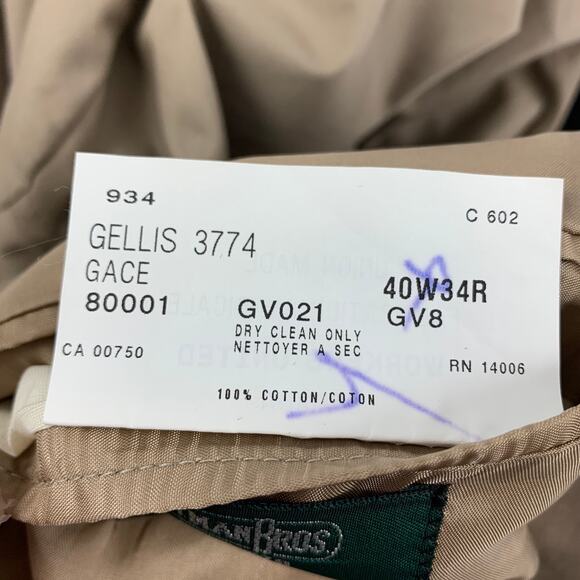 934
C 602
GELLIS 3774
GACE
40W34R
80001
GV021
GV8
DRY CLEAN ONLY
NETTOYER A SEC
CA 00750
RN 14006
100% COTTON/COTON
MANBROS.